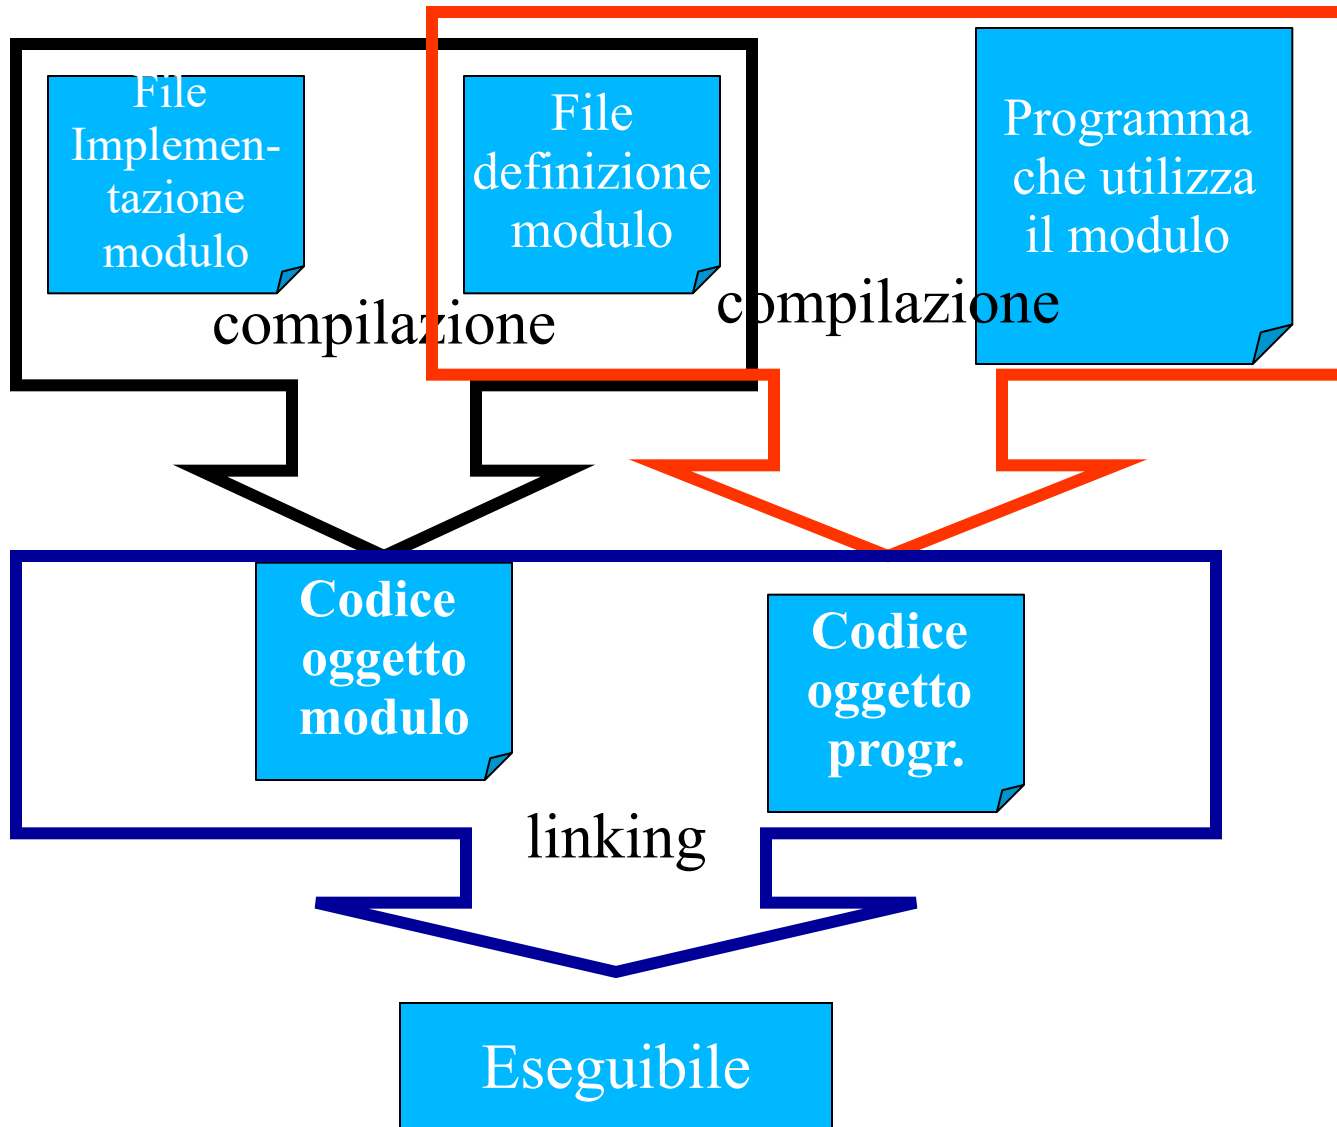 File
Implemen-
tazione
modulo
File
definizione
modulo
Programma
che utilizza
il modulo
compilazione
compilazione
Codice
oggetto
modulo
Codice
oggetto
progr.
linking
Eseguibile